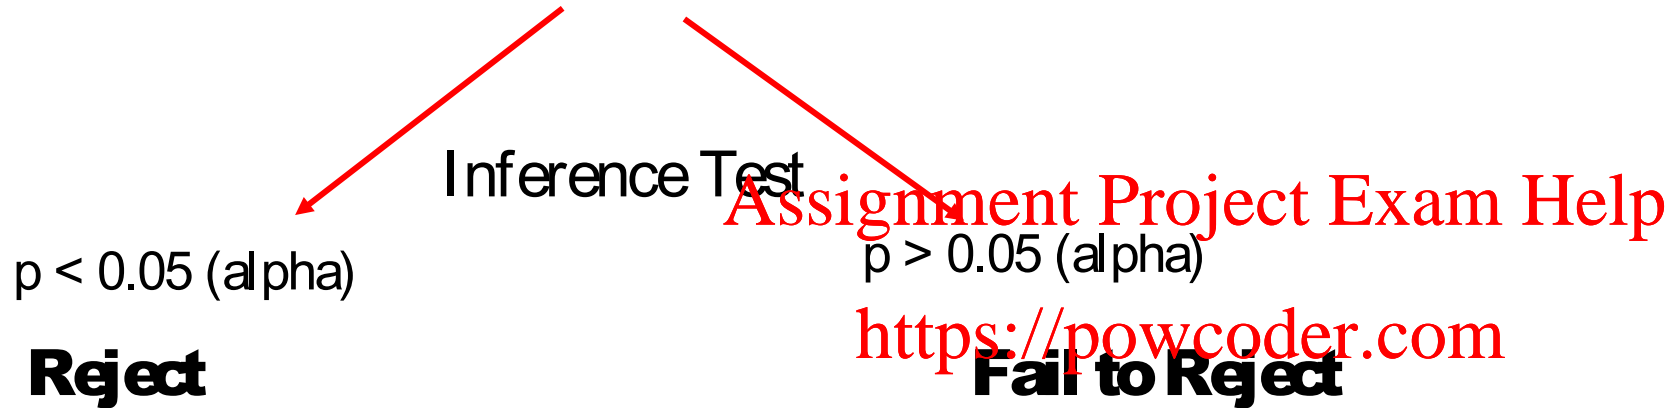 Inference Test
Assignment Project Exam Help
p < 0.05 (alpha)
p > 0.05 (alpha)
https://powcoder.com
Reject
Fail to Reject